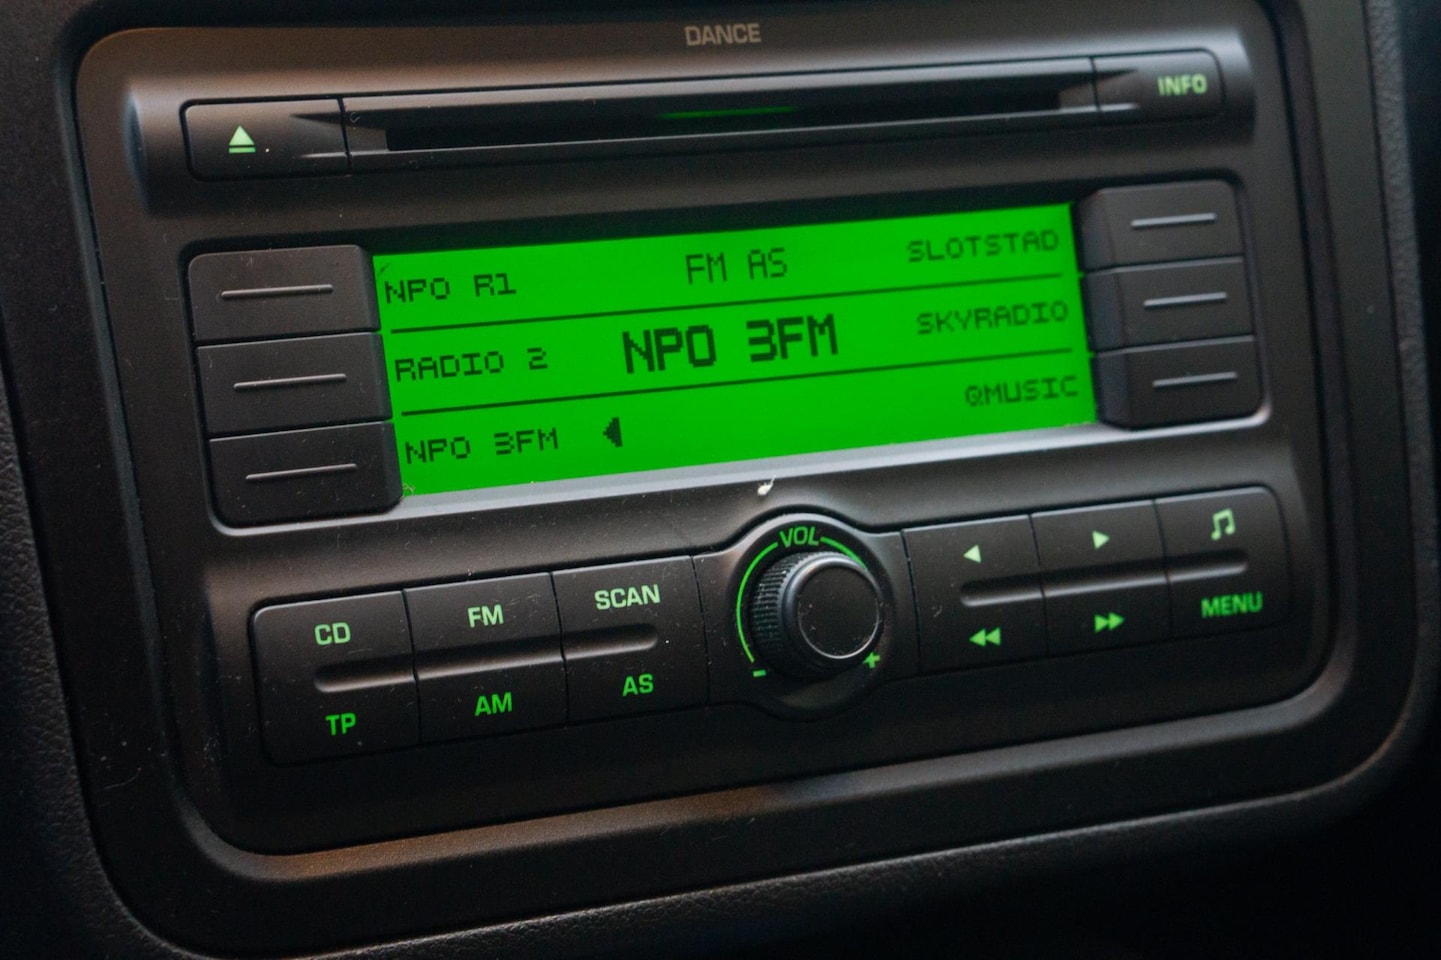 DANCE
INFO
NPO R1 FM AS SLOTSTAD
RADIO 2 NPO 3FM SKYRADIO
NPO 3FM QMUSIC
VOL
- +
CD FM SCAN
TP AM AS MENU